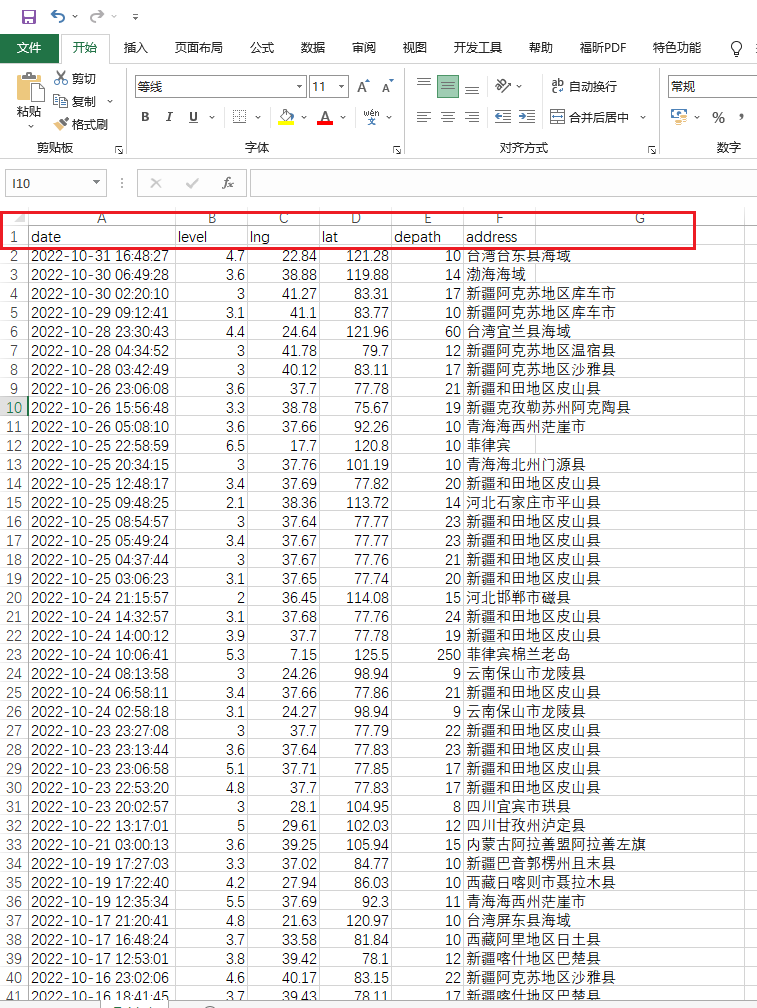 文件 开始 插入 页面布局 公式 数据 审阅 视图 开发工具 帮助 福昕PDF 特色功能
剪切
复制
格式刷
粘贴
剪贴板
等线 11 A A
B I U A wén 文
字体
ab 自动换行
合并后居中
对齐方式
常规
% ,
数字
I10 fx
A B C D E F G
1 date level lng lat depath address
2 2022-10-31 16:48:27 4.7 22.84 121.28 10 台湾台东县海域
3 2022-10-30 06:49:28 3.6 38.88 119.88 14 渤海海域
4 2022-10-30 02:20:10 3 41.27 83.31 17 新疆阿克苏地区库车市
5 2022-10-29 09:12:41 3.1 41.1 83.77 10 新疆阿克苏地区库车市
6 2022-10-28 23:30:43 4.4 24.64 121.96 60 台湾宜兰县海域
7 2022-10-28 04:34:52 3 41.78 79.7 12 新疆阿克苏地区温宿县
8 2022-10-28 03:42:49 3 40.12 83.11 17 新疆阿克苏地区沙雅县
9 2022-10-26 23:06:08 3.6 37.7 77.78 21 新疆和田地区皮山县
10 2022-10-26 15:56:48 3.3 38.78 75.67 19 新疆克孜勒苏州阿克陶县
11 2022-10-26 05:08:10 3.6 37.66 92.26 10 青海海西州茫崖市
12 2022-10-25 22:58:59 6.5 17.7 120.8 10 菲律宾
13 2022-10-25 20:34:15 3 37.76 101.19 10 青海海北州门源县
14 2022-10-25 12:48:17 3.4 37.69 77.82 20 新疆和田地区皮山县
15 2022-10-25 09:48:25 2.1 38.36 113.72 14 河北石家庄市平山县
16 2022-10-25 08:54:57 3 37.64 77.77 23 新疆和田地区皮山县
17 2022-10-25 05:49:24 3.4 37.67 77.77 23 新疆和田地区皮山县
18 2022-10-25 04:37:44 3 37.67 77.76 21 新疆和田地区皮山县
19 2022-10-25 03:06:23 3.1 37.65 77.74 20 新疆和田地区皮山县
20 2022-10-24 21:15:57 2 36.45 114.08 15 河北邯郸市磁县
21 2022-10-24 14:32:57 3.1 37.68 77.76 24 新疆和田地区皮山县
22 2022-10-24 14:00:12 3.9 37.7 77.78 19 新疆和田地区皮山县
23 2022-10-24 10:06:41 5.3 7.15 125.5 250 菲律宾棉兰老岛
24 2022-10-24 08:13:58 3 24.26 98.94 9 云南保山市龙陵县
25 2022-10-24 06:58:11 3.4 37.66 77.86 21 新疆和田地区皮山县
26 2022-10-24 02:58:18 3.1 24.27 98.94 9 云南保山市龙陵县
27 2022-10-23 23:27:08 3 37.7 77.79 22 新疆和田地区皮山县
28 2022-10-23 23:13:44 3.6 37.64 77.83 23 新疆和田地区皮山县
29 2022-10-23 23:06:58 5.1 37.71 77.85 17 新疆和田地区皮山县
30 2022-10-23 22:53:20 4.8 37.7 77.83 17 新疆和田地区皮山县
31 2022-10-23 20:02:57 3 28.1 104.95 8 四川宜宾市珙县
32 2022-10-22 13:17:01 5 29.61 102.03 12 四川甘孜州泸定县
33 2022-10-21 03:00:13 3.6 39.25 105.94 15 内蒙古阿拉善盟阿拉善左旗
34 2022-10-19 17:27:03 3.3 37.02 84.77 10 新疆巴音郭楞州且末县
35 2022-10-19 17:22:40 4.2 27.94 86.03 10 西藏日喀则市聂拉木县
36 2022-10-19 12:35:34 5.5 37.69 92.3 11 青海海西州茫崖市
37 2022-10-17 21:20:41 4.8 21.63 120.97 10 台湾屏东县海域
38 2022-10-17 16:48:24 3.7 33.58 81.84 10 西藏阿里地区日土县
39 2022-10-17 12:53:01 3.8 39.42 78.1 12 新疆喀什地区巴楚县
40 2022-10-16 23:02:06 4.6 40.17 83.15 22 新疆阿克苏地区沙雅县
41 2022-10-16 18:41:45 3.7 39.43 78.11 17 新疆喀什地区巴楚县